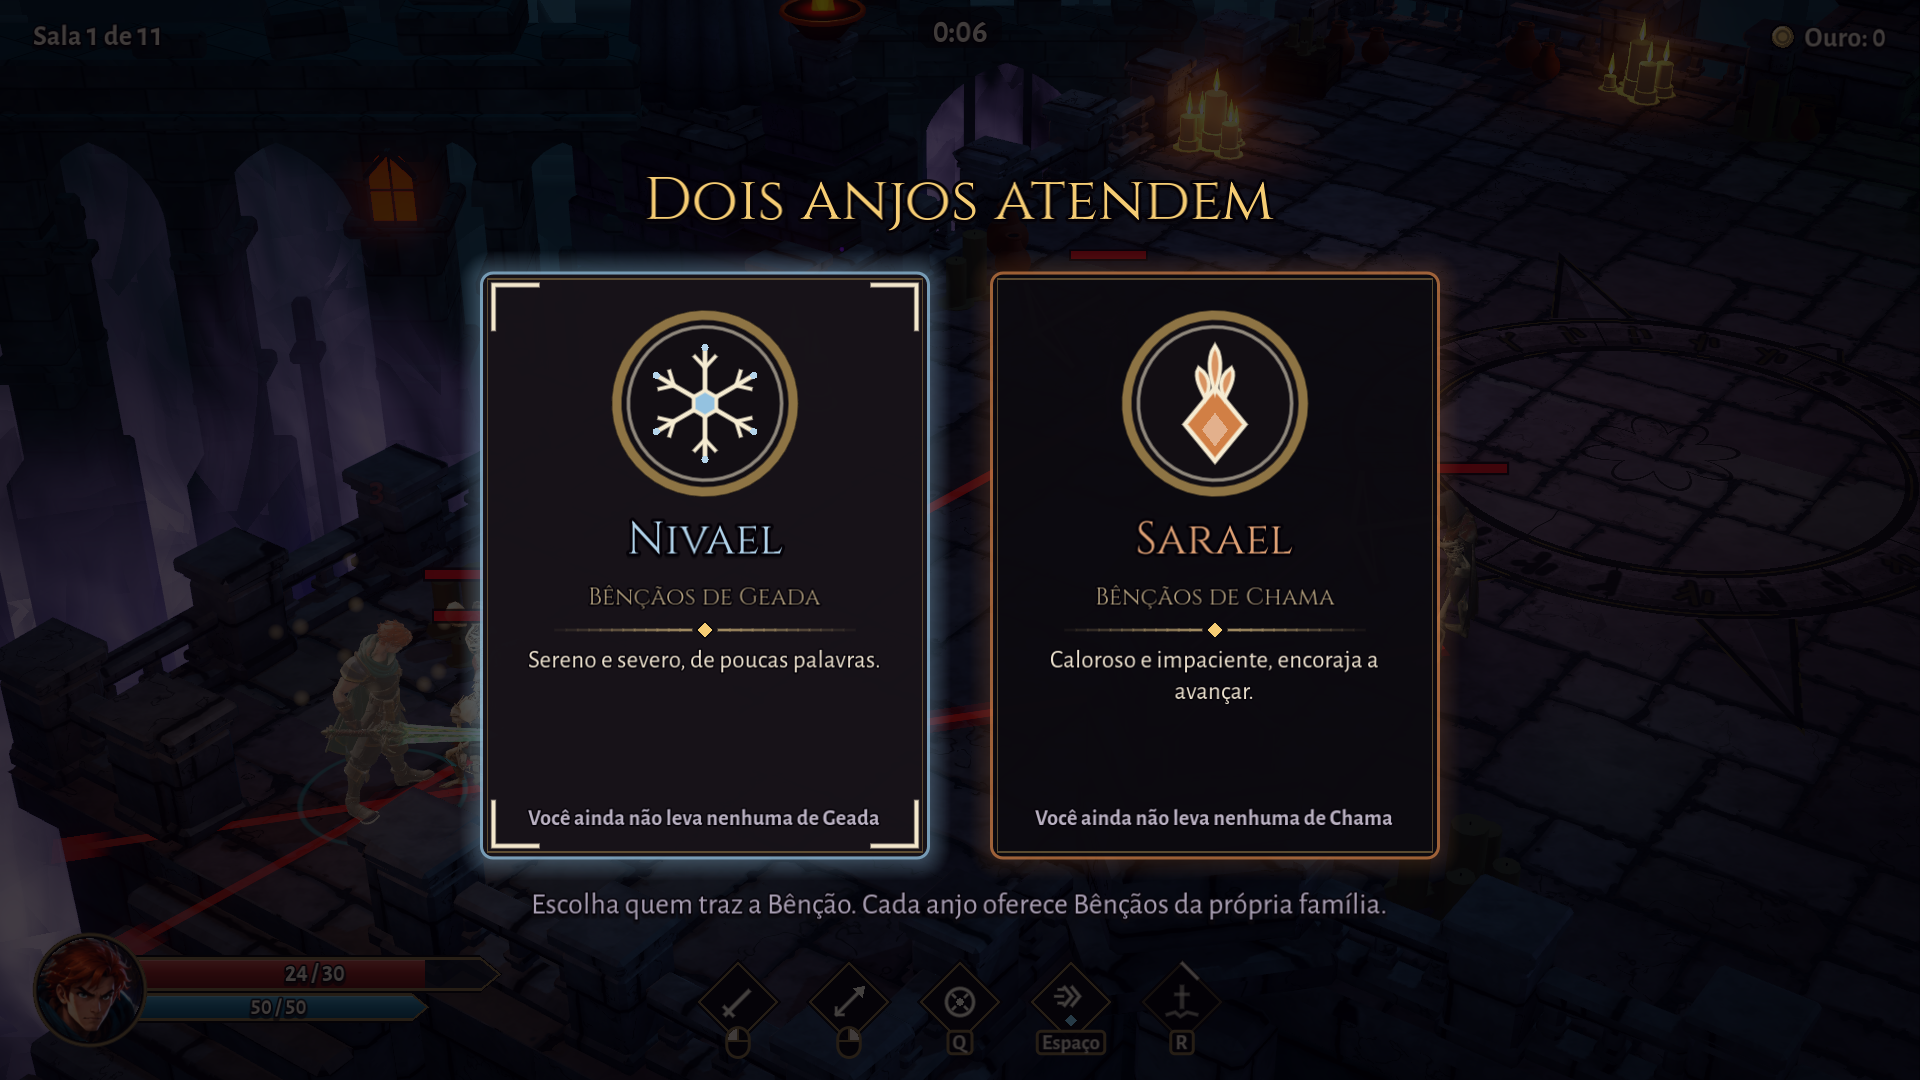 Sala 1 de 11
0:06
Ouro: 0
Dois anjos atendem
Nivael
Bênçãos de Geada
Sereno e severo, de poucas palavras.
Você ainda não leva nenhuma de Geada
Sarael
Bênçãos de Chama
Caloroso e impaciente, encoraja a
avançar.
Você ainda não leva nenhuma de Chama
Escolha quem traz a Bênção. Cada anjo oferece Bênçãos da própria família.
3
24/30
50/50
Q
Espaço
R